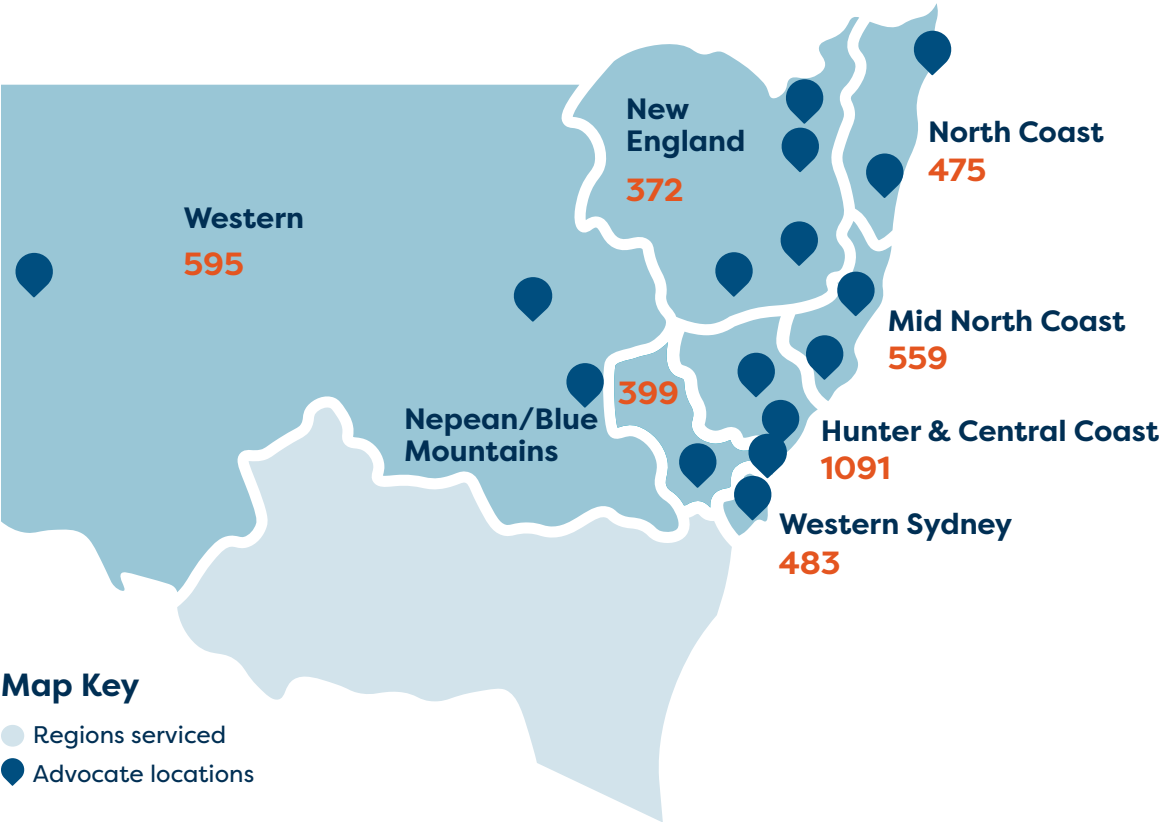 New
England
372
North Coast
475
Western
595
Mid North Coast
559
399
Nepean/Blue
Mountains
Hunter & Central Coast
1091
Western Sydney
483
Map Key
Regions serviced
Advocate locations